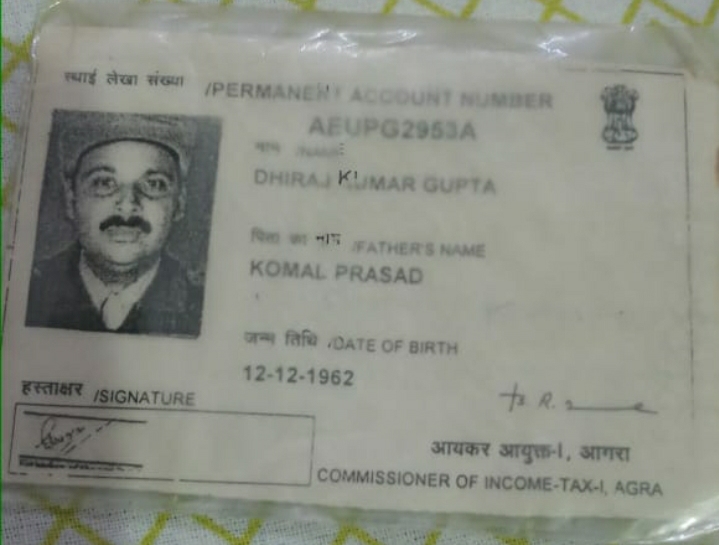 स्थाई लेखा संख्या /PERMANENT ACCOUNT NUMBER
AEUPG2953A
नाम /NAME
DHIRAJ KUMAR GUPTA
पिता का नाम /FATHER'S NAME
KOMAL PRASAD
जन्म तिथि /DATE OF BIRTH
12-12-1962
हस्ताक्षर /SIGNATURE
आयकर आयुक्त-I, आगरा
COMMISSIONER OF INCOME-TAX-I, AGRA